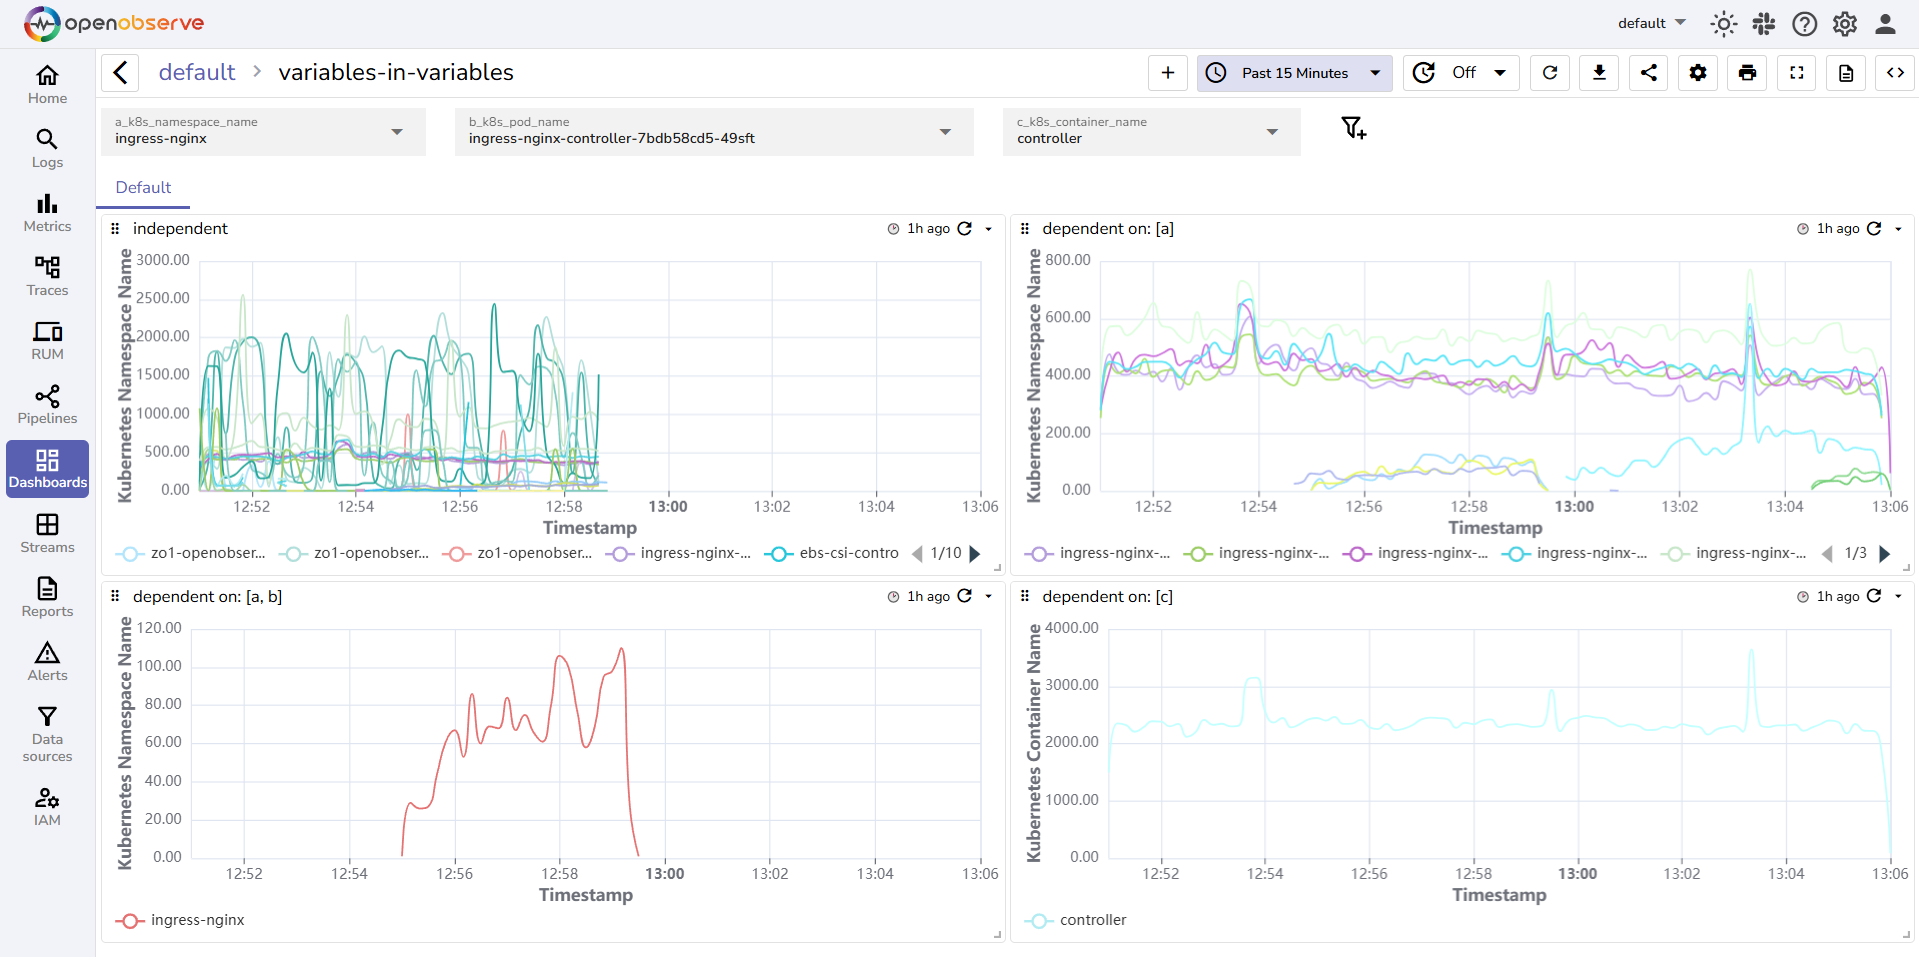 openobserve
default
Home
Logs
Metrics
Traces
RUM
Pipelines
Dashboards
Streams
Reports
Alerts
Data
sources
IAM
default
variables-in-variables
Past 15 Minutes
Off
a_k8s_namespace_name
ingress-nginx
b_k8s_pod_name
ingress-nginx-controller-7bdb58cd5-49sft
c_k8s_container_name
controller
Default
independent
1h ago
Kubernetes Namespace Name
3000.00
2500.00
2000.00
1500.00
1000.00
500.00
0.00
12:52 12:54 12:56 12:58 13:00 13:02 13:04 13:06
Timestamp
zo1-openobser... zo1-openobser... zo1-openobser... ingress-nginx-... ebs-csi-contro 1/10
dependent on: [a]
1h ago
Kubernetes Namespace Name
800.00
600.00
400.00
200.00
0.00
12:52 12:54 12:56 12:58 13:00 13:02 13:04 13:06
Timestamp
ingress-nginx-... ingress-nginx-... ingress-nginx-... ingress-nginx-... ingress-nginx-... 1/3
dependent on: [a, b]
1h ago
Kubernetes Namespace Name
120.00
100.00
80.00
60.00
40.00
20.00
0.00
12:52 12:54 12:56 12:58 13:00 13:02 13:04 13:06
Timestamp
ingress-nginx
dependent on: [c]
1h ago
Kubernetes Container Name
4000.00
3000.00
2000.00
1000.00
0.00
12:52 12:54 12:56 12:58 13:00 13:02 13:04 13:06
Timestamp
controller